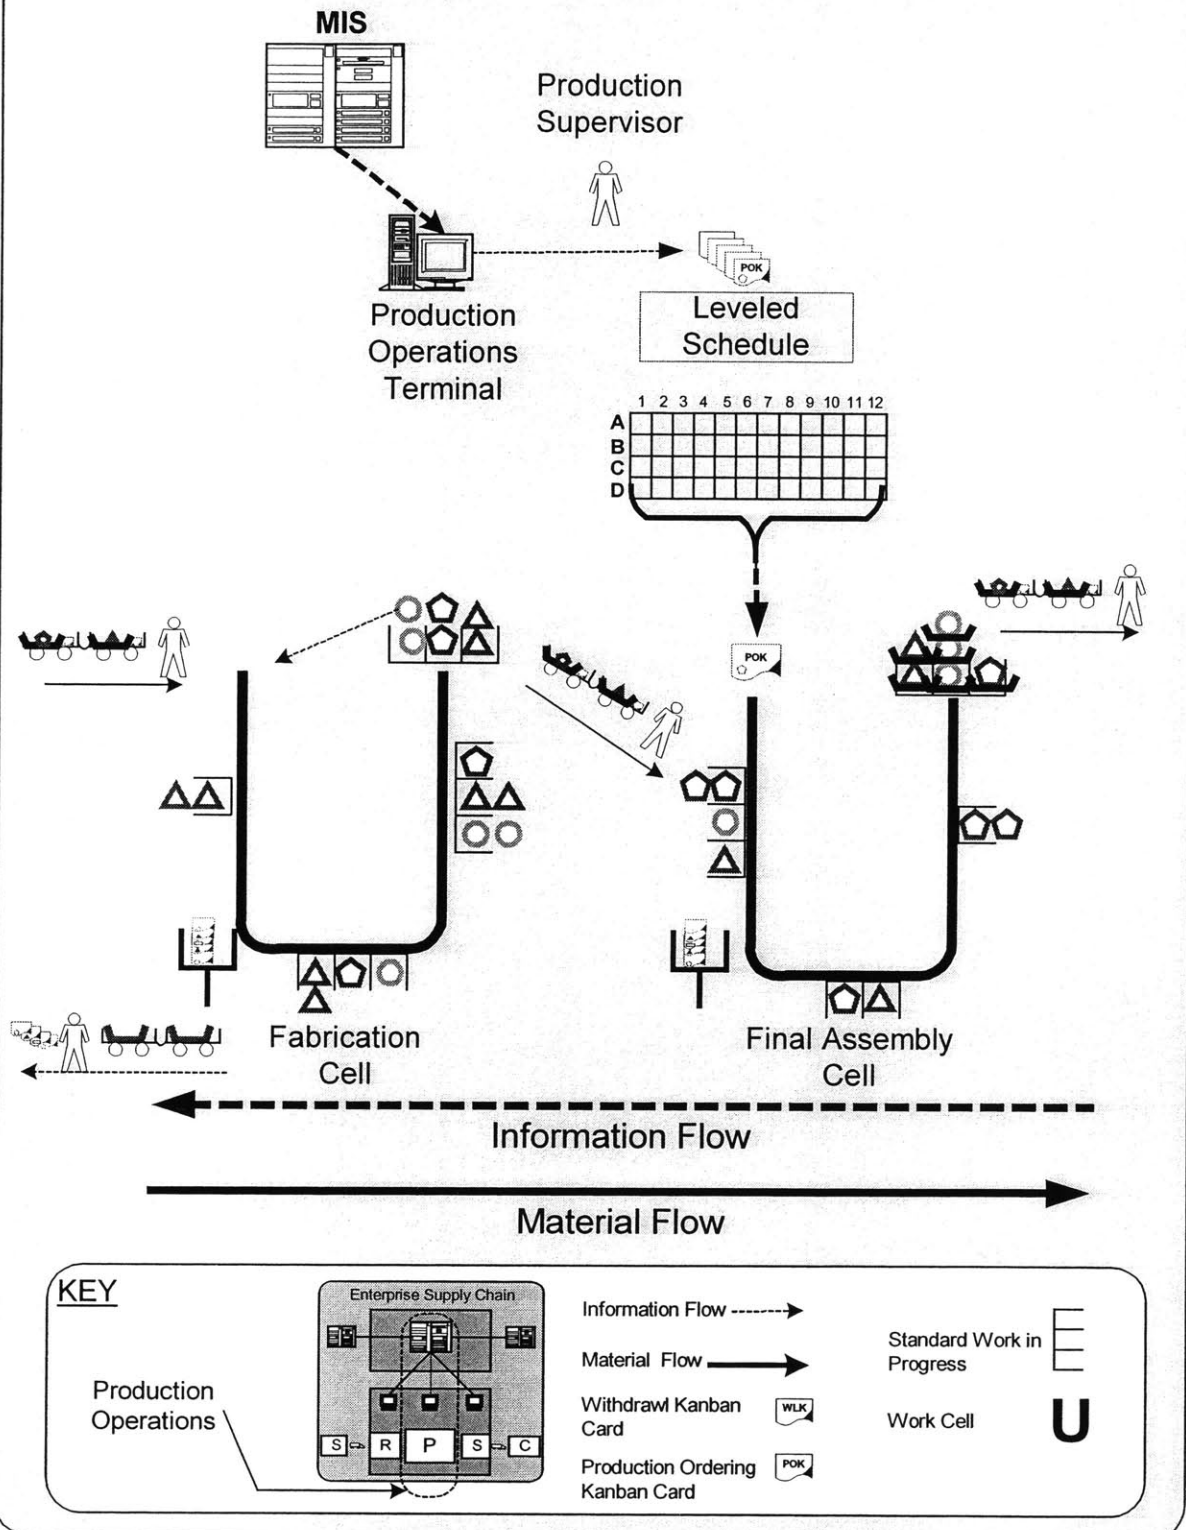 MIS
Production
Supervisor
POK
Production
Operations
Terminal
Leveled
Schedule
1 2 3 4 5 6 7 8 9 10 11 12
A
B
C
D
POK
Fabrication
Cell
Final Assembly
Cell
Information Flow
Material Flow
KEY
Enterprise Supply Chain
Production
Operations
S R P S C
Information Flow
Material Flow
Withdrawl Kanban
Card
WLK
Production Ordering
Kanban Card
POK
Standard Work in
Progress
Work Cell